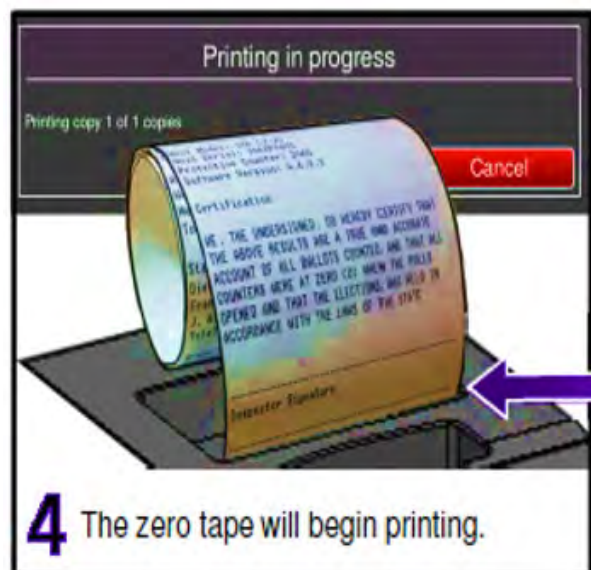 Printing in progress
Printing copy 1 of 1 copies
Cancel
Software Version:
Certification
WE, THE UNDERSIGNED, DO HEREBY CERTIFY THAT
THE ABOVE RESULTS ARE A TRUE AND ACCURATE
ACCOUNT OF ALL BALLOTS COUNTED, AND THAT ALL
COUNTERS WERE AT ZERO (0) WHEN THE POLLS
OPENED AND THAT THE ELECTIONS WAS HELD IN
ACCORDANCE WITH THE LAWS OF THE STATE
Inspector Signature
4 The zero tape will begin printing.